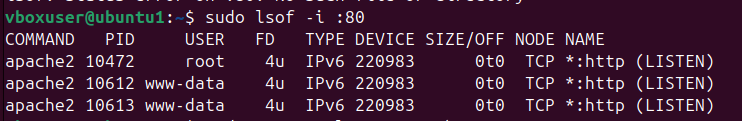 vboxuser@ubuntu1:~$ sudo lsof -i :80
COMMAND   PID     USER   FD   TYPE DEVICE SIZE/OFF NODE NAME
apache2 10472     root    4u  IPv6 220983      0t0  TCP *:http (LISTEN)
apache2 10612 www-data    4u  IPv6 220983      0t0  TCP *:http (LISTEN)
apache2 10613 www-data    4u  IPv6 220983      0t0  TCP *:http (LISTEN)